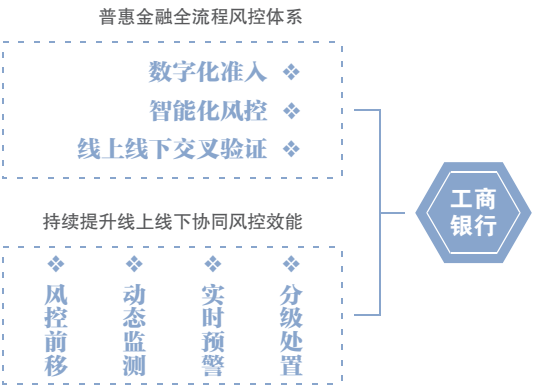 普惠金融全流程风控体系
数字化准入
智能化风控
线上线下交叉验证
持续提升线上线下协同风控效能
风控前移
动态监测
实时预警
分级处置
工商
银行